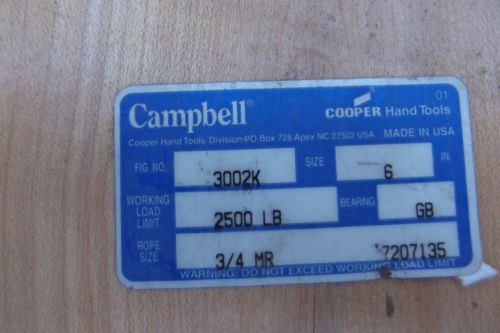 01
Campbell® COOPER Hand Tools
Cooper Hand Tools Division·PO Box 728 Apex NC 27502 USA MADE IN USA
FIG. NO. 3002K SIZE 6 IN.
WORKING LOAD LIMIT 2500 LB BEARING GB
ROPE SIZE 3/4 MR 7207135
WARNING: DO NOT EXCEED WORKING LOAD LIMIT